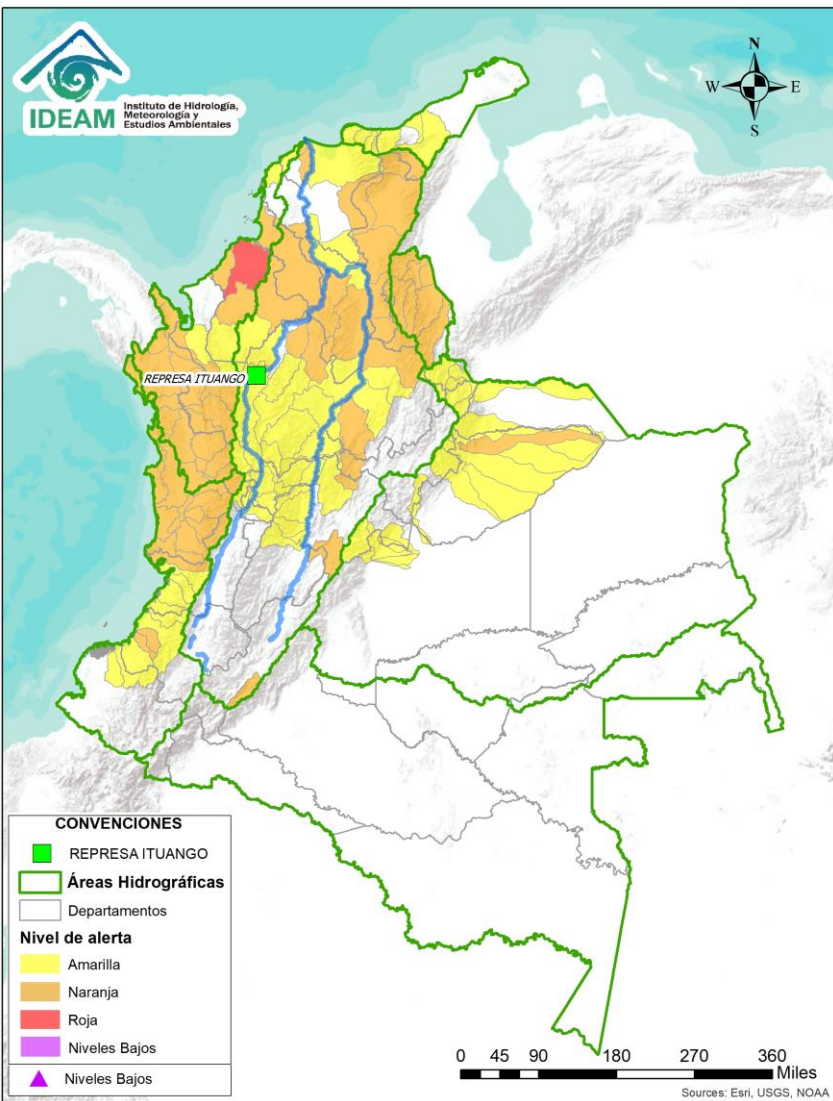 IDEAM
Instituto de Hidrología,
Meteorología y
Estudios Ambientales
N
W
E
S
REPRESA ITUANGO
CONVENCIONES
REPRESA ITUANGO
Áreas Hidrográficas
Departamentos
Nivel de alerta
Amarilla
Naranja
Roja
Niveles Bajos
Niveles Bajos
0 45 90 180 270 360
Miles
Sources: Esri, USGS, NOAA